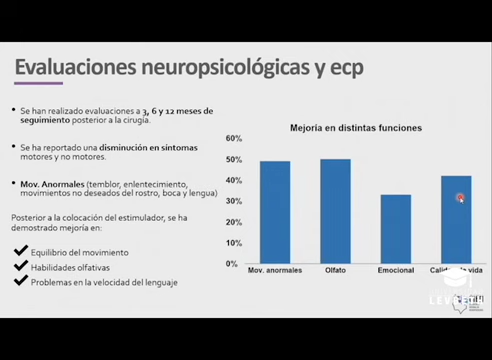 Evaluaciones neuropsicológicas y ecp
• Se han realizado evaluaciones a 3, 6 y 12 meses de
seguimiento posterior a la cirugía.
• Se ha reportado una disminución en síntomas
motores y no motores.
• Mov. Anormales (temblor, enlentecimiento,
movimientos no deseados del rostro, boca y lengua)
Posterior a la colocación del estimulador, se ha
demostrado mejoría en:
Equilibrio del movimiento
Habilidades olfativas
Problemas en la velocidad del lenguaje
Mejoría en distintas funciones
60%
50%
40%
30%
20%
10%
0%
Mov. anormales
Olfato
Emocional
Calidad de vida